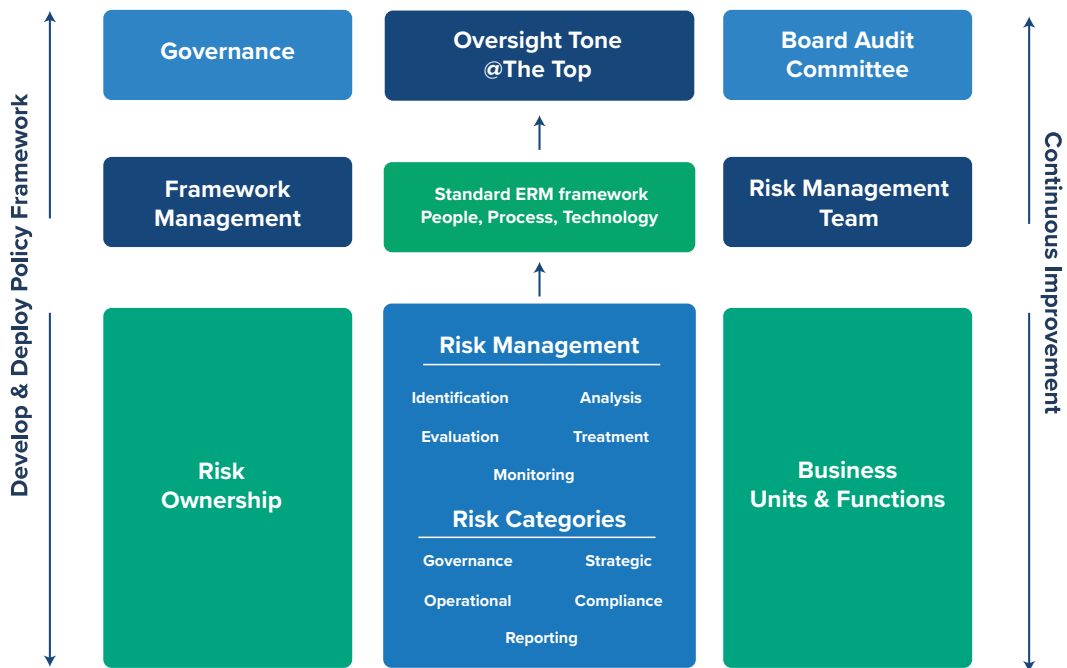 Develop & Deploy Policy Framework
Governance
Oversight Tone
@The Top
Board Audit
Committee
Framework
Management
Standard ERM framework
People, Process, Technology
Risk Management
Team
Risk
Ownership
Risk Management
Identification
Analysis
Evaluation
Treatment
Monitoring
Risk Categories
Governance
Strategic
Operational
Compliance
Reporting
Business
Units & Functions
Continuous Improvement